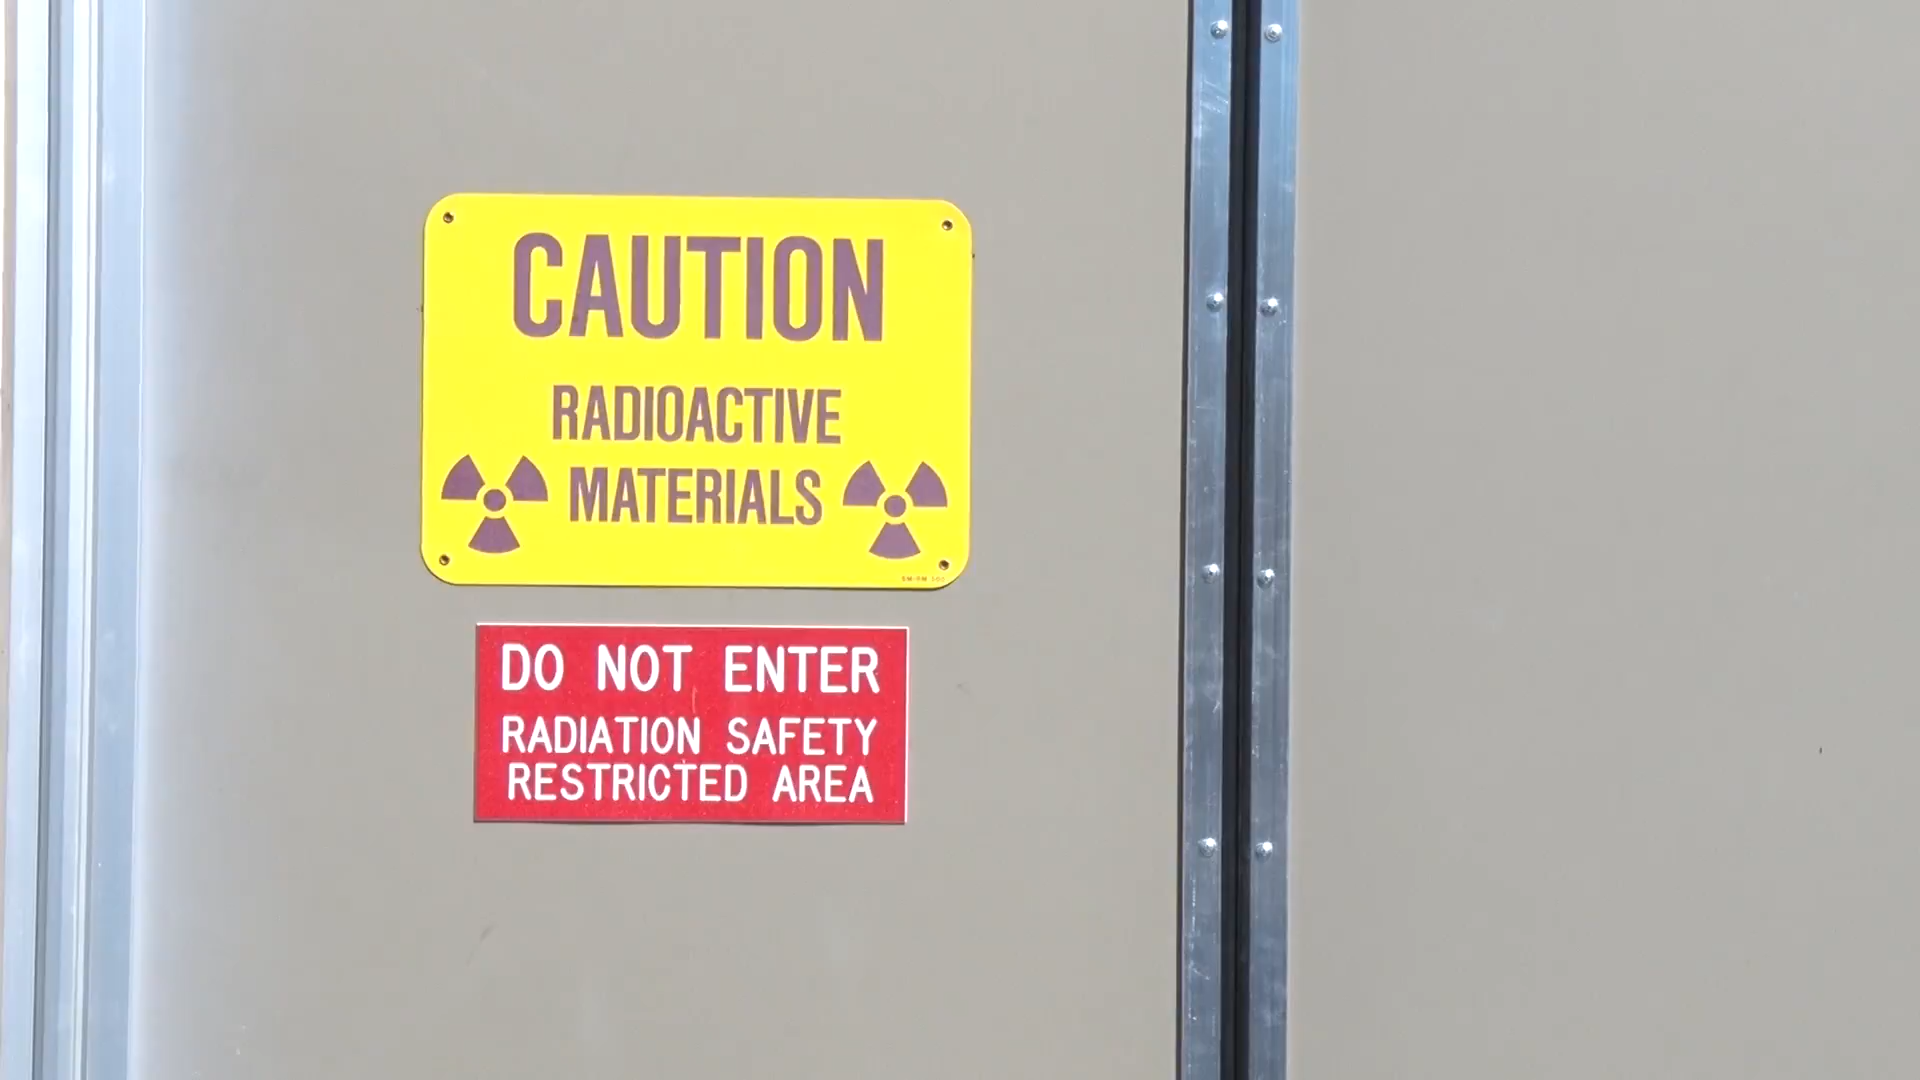 CAUTION
RADIOACTIVE
MATERIALS
DO NOT ENTER
RADIATION SAFETY
RESTRICTED AREA